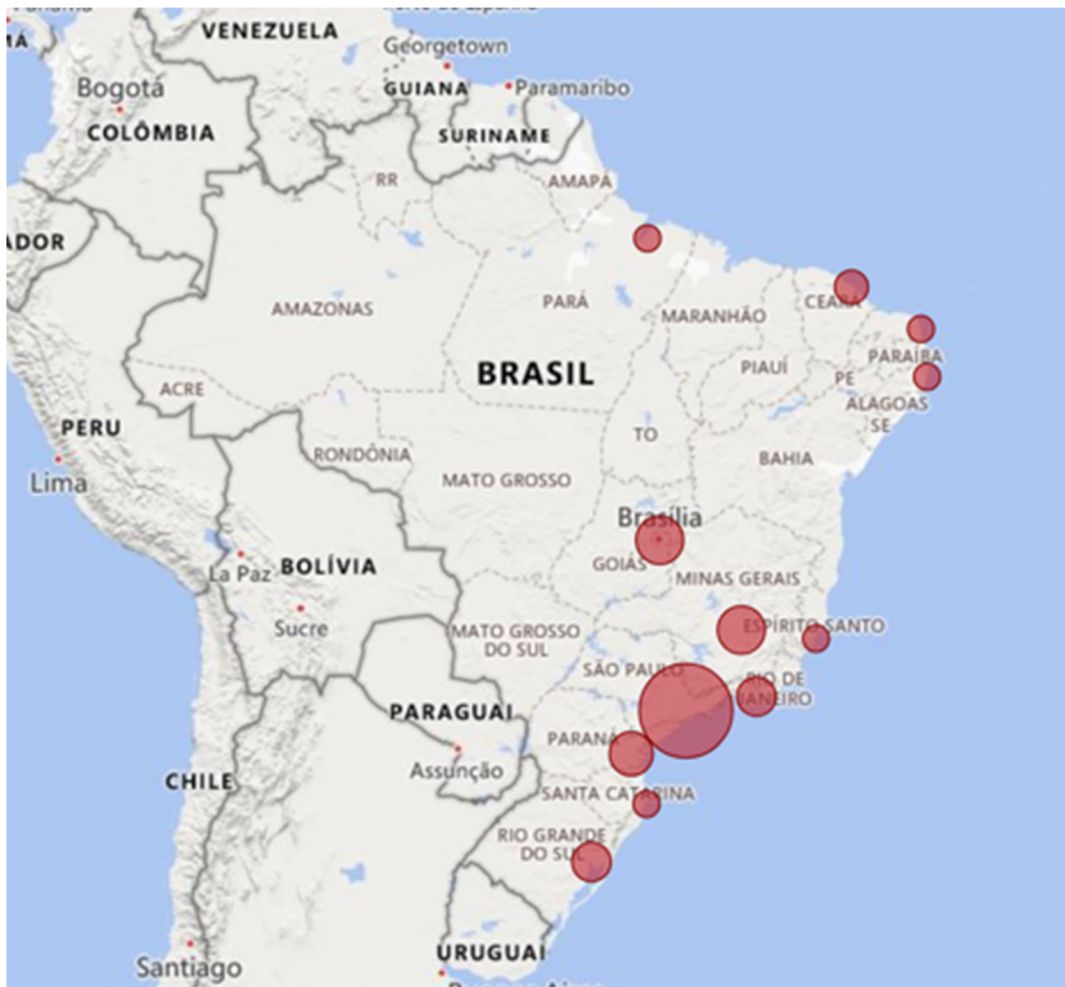 VENEZUELA
Georgetown
GUIANA
Paramaribo
Bogotá
COLÔMBIA
SURINAME
RR
AMAPÁ
ADOR
AMAZONAS
PARÁ
MARANHÃO
CEARÁ
PARAÍBA
PIAUÍ
PE
BRASIL
ACRE
ALAGOAS
SE
PERU
TO
RONDÔNIA
BAHIA
Lima
MATO GROSSO
Brasília
GOIÁS
La Paz
BOLÍVIA
MINAS GERAIS
Sucre
ESPÍRITO SANTO
MATO GROSSO
DO SUL
SÃO PAULO
RIO DE
JANEIRO
PARAGUAI
PARANÁ
Assunção
CHILE
SANTA CATARINA
RIO GRANDE
DO SUL
URUGUAI
Santiago